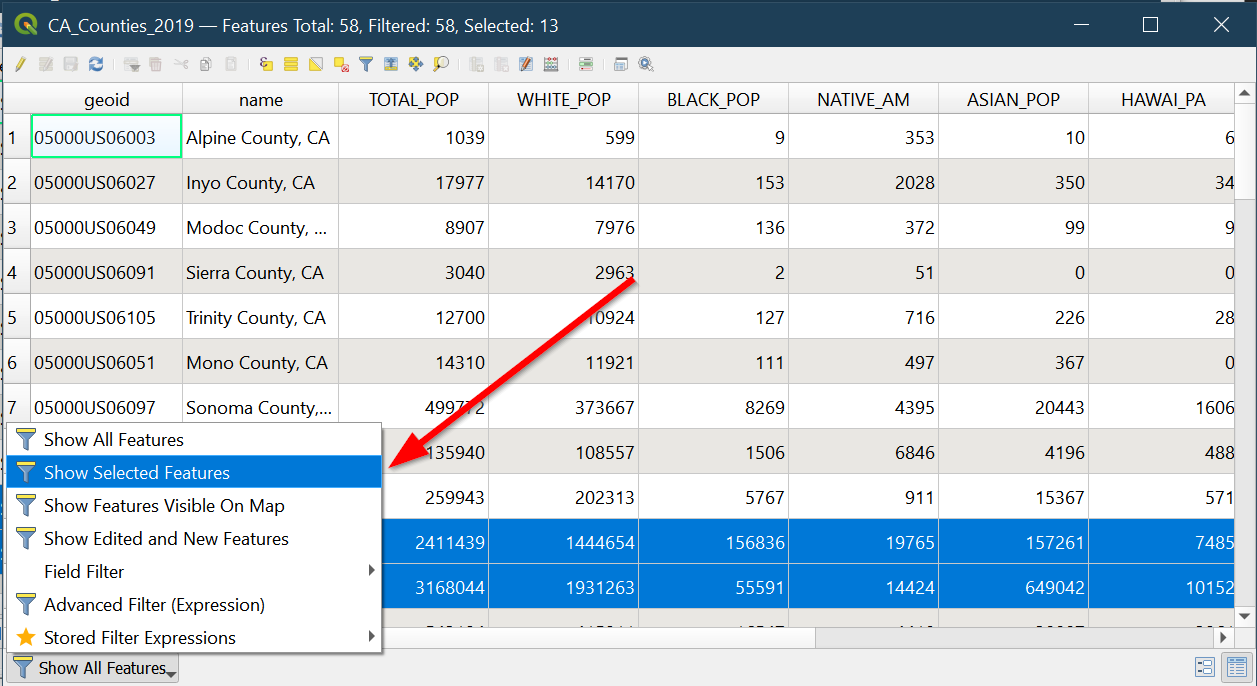 CA_Counties_2019 — Features Total: 58, Filtered: 58, Selected: 13
geoid name TOTAL_POP WHITE_POP BLACK_POP NATIVE_AM ASIAN_POP HAWAI_PA
1 05000US06003 Alpine County, CA 1039 599 9 353 10 6
2 05000US06027 Inyo County, CA 17977 14170 153 2028 350 34
3 05000US06049 Modoc County, ... 8907 7976 136 372 99 9
4 05000US06091 Sierra County, CA 3040 2963 2 51 0 0
5 05000US06105 Trinity County, CA 12700 10924 127 716 226 28
6 05000US06051 Mono County, CA 14310 11921 111 497 367 0
7 05000US06097 Sonoma County,... 499772 373667 8269 4395 20443 1606
Show All Features
135940 108557 1506 6846 4196 488
Show Selected Features
259943 202313 5767 911 15367 571
Show Features Visible On Map
Show Edited and New Features
2411439 1444654 156836 19765 157261 7485
Field Filter
3168044 1931263 55591 14424 649042 10152
Advanced Filter (Expression)
Stored Filter Expressions
Show All Features